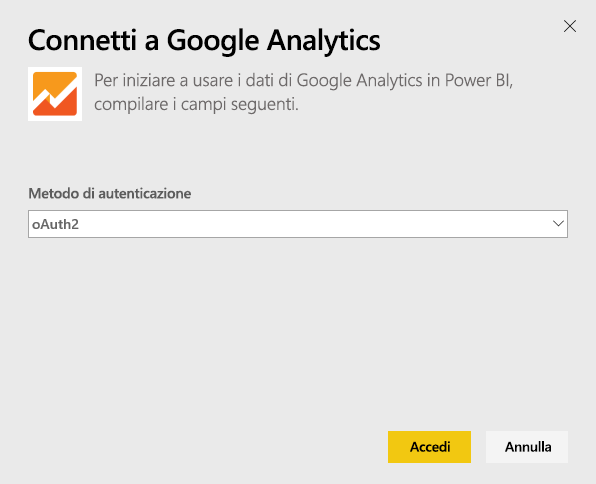 Connetti a Google Analytics
Per iniziare a usare i dati di Google Analytics in Power BI,
compilare i campi seguenti.
Metodo di autenticazione
oAuth2
Accedi
Annulla